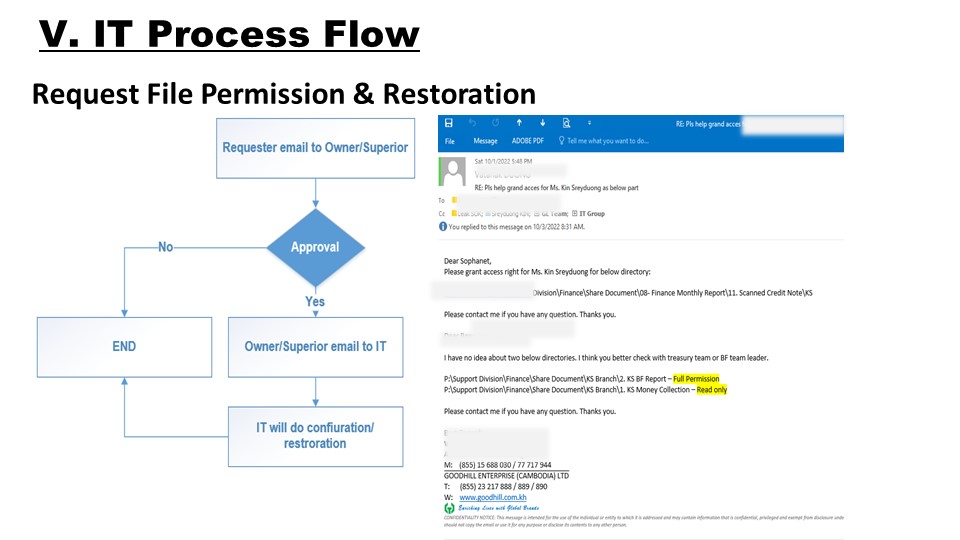 V. IT Process Flow
Request File Permission & Restoration
Requester email to Owner/Superior
Approval
No
Yes
END
Owner/Superior email to IT
IT will do confiuration/
restroration
RE: Pls help grand acces
File Message ADOBE PDF Tell me what you want to do...
Sat 10/1/2022 5:48 PM
RE: Pls help grand acces for Ms. Kin Sreyduong as below part
To
Cc Team; IT Group
You replied to this message on 10/3/2022 8:31 AM.
Dear Sophanet,
Please grant access right for Ms. Kin Sreyduong for below directory:
Division\Finance\Share Document\08- Finance Monthly Report\11. Scanned Credit Note\KS
Please contact me if you have any question. Thanks you.
I have no idea about two below directories. I think you better check with treasury team or BF team leader.
P:\Support Division\Finance\Share Document\KS Branch\2. KS BF Report – Full Permission
P:\Support Division\Finance\Share Document\KS Branch\1. KS Money Collection – Read only
Please contact me if you have any question. Thanks you.
M: (855) 15 688 030 / 77 717 944
GOODHILL ENTERPRISE (CAMBODIA) LTD
T: (855) 23 217 888 / 889 / 890
W: www.goodhill.com.kh
Enriching Lives with Global Brands
CONFIDENTIALITY NOTICE: This message is intended for the use of the individual or entity to which it is addressed and may contain information that is confidential, privileged and exempt from disclosure unde
should not copy the email or use it for any purpose or disclose its contents to any other person.